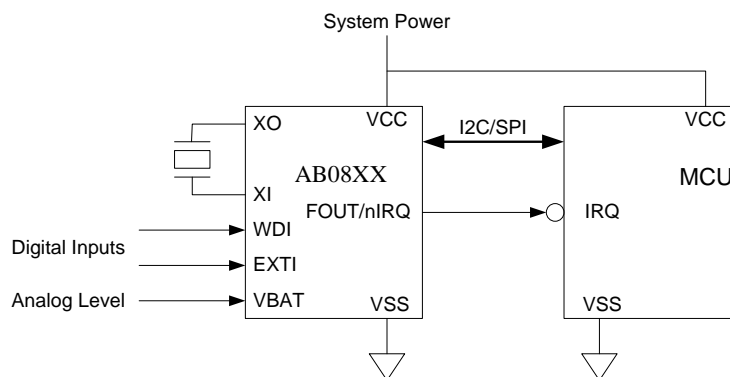 System Power
XO
VCC
I2C/SPI
VCC
AB08XX
MCU
XI
FOUT/nIRQ
IRQ
WDI
Digital Inputs
EXTI
Analog Level
VBAT
VSS
VSS